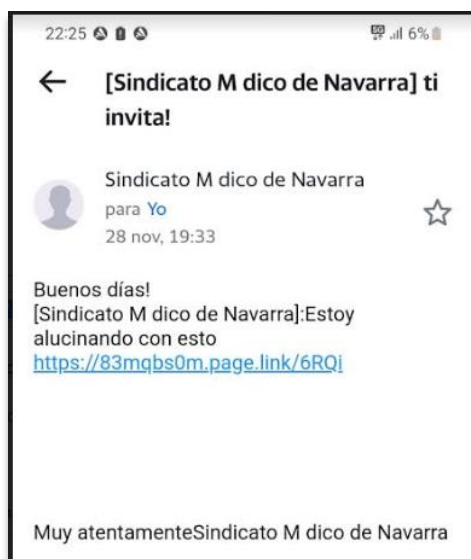 22:25 5G 6%
[Sindicato M dico de Navarra] ti
invita!
Sindicato M dico de Navarra
para Yo
28 nov, 19:33
Buenos días!
[Sindicato M dico de Navarra]:Estoy
alucinando con esto
https://83mqbs0m.page.link/6RQi
Muy atentamenteSindicato M dico de Navarra